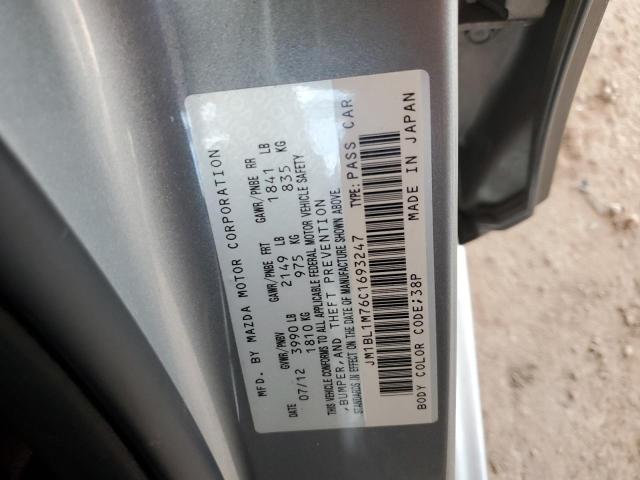 MFD. BY MAZDA MOTOR CORPORATION
DATE GVWR/PNBV GAWR/PNBE FRT GAWR/PNBE RR
07/12 3990 LB 2149 LB 1841 LB
1810 KG 975 KG 835 KG
THIS VEHICLE CONFORMS TO ALL APPLICABLE FEDERAL MOTOR VEHICLE SAFETY
,BUMPER,AND THEFT PREVENTION
STANDARDS IN EFFECT ON THE DATE OF MANUFACTURE SHOWN ABOVE.
JM1BL1M76C1693247 TYPE: PASS CAR
BODY COLOR CODE;38P MADE IN JAPAN